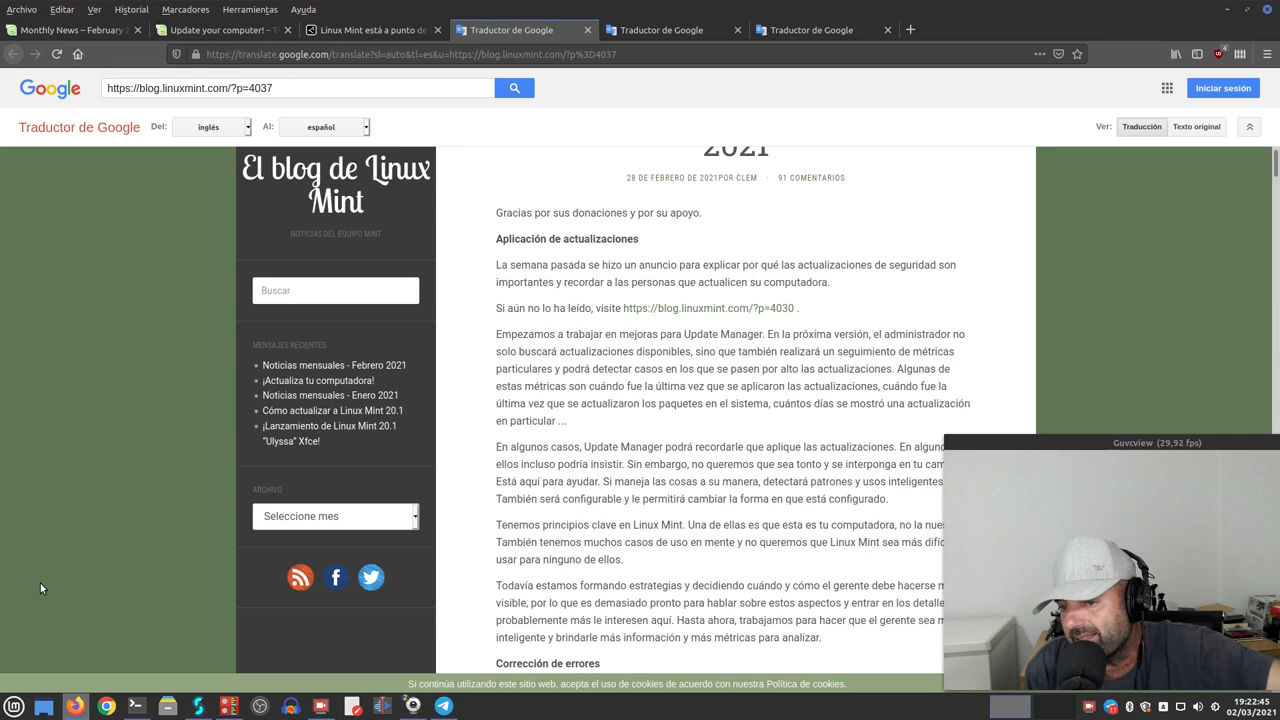 Archivo Editar Ver Historial Marcadores Herramientas Ayuda
Monthly News – February 2
Update your computer! – T
Linux Mint está a punto de
Traductor de Google
Traductor de Google
Traductor de Google
https://translate.google.com/translate?sl=auto&tl=es&u=https://blog.linuxmint.com/?p%3D4037
4
Google
https://blog.linuxmint.com/?p=4037
Iniciar sesión
Traductor de Google
Del: inglés
Al: español
Ver: Traducción Texto original
El blog de Linux
Mint
NOTICIAS DEL EQUIPO MINT
Buscar
MENSAJES RECIENTES
Noticias mensuales - Febrero 2021
¡Actualiza tu computadora!
Noticias mensuales - Enero 2021
Cómo actualizar a Linux Mint 20.1
¡Lanzamiento de Linux Mint 20.1
“Ulyssa” Xfce!
ARCHIVO
Seleccione mes
2021
28 DE FEBRERO DE 2021POR CLEM · 91 COMENTARIOS
Gracias por sus donaciones y por su apoyo.
Aplicación de actualizaciones
La semana pasada se hizo un anuncio para explicar por qué las actualizaciones de seguridad son
importantes y recordar a las personas que actualicen su computadora.
Si aún no lo ha leído, visite https://blog.linuxmint.com/?p=4030 .
Empezamos a trabajar en mejoras para Update Manager. En la próxima versión, el administrador no
solo buscará actualizaciones disponibles, sino que también realizará un seguimiento de métricas
particulares y podrá detectar casos en los que se pasen por alto las actualizaciones. Algunas de
estas métricas son cuándo fue la última vez que se aplicaron las actualizaciones, cuándo fue la
última vez que se actualizaron los paquetes en el sistema, cuántos días se mostró una actualización
en particular ...
En algunos casos, Update Manager podrá recordarle que aplique las actualizaciones. En algun
ellos incluso podría insistir. Sin embargo, no queremos que sea tonto y se interponga en tu cam
Está aquí para ayudar. Si maneja las cosas a su manera, detectará patrones y usos inteligentes
También será configurable y le permitirá cambiar la forma en que está configurado.
Tenemos principios clave en Linux Mint. Una de ellas es que esta es tu computadora, no la nue
También tenemos muchos casos de uso en mente y no queremos que Linux Mint sea más difíc
usar para ninguno de ellos.
Todavía estamos formando estrategias y decidiendo cuándo y cómo el gerente debe hacerse m
visible, por lo que es demasiado pronto para hablar sobre estos aspectos y entrar en los detalle
probablemente más le interesen aquí. Hasta ahora, trabajamos para hacer que el gerente sea m
inteligente y brindarle más información y más métricas para analizar.
Corrección de errores
Si continúa utilizando este sitio web, acepta el uso de cookies de acuerdo con nuestra Política de cookies.
Guvcview (29,92 fps)
2
11
19:22:45
02/03/2021